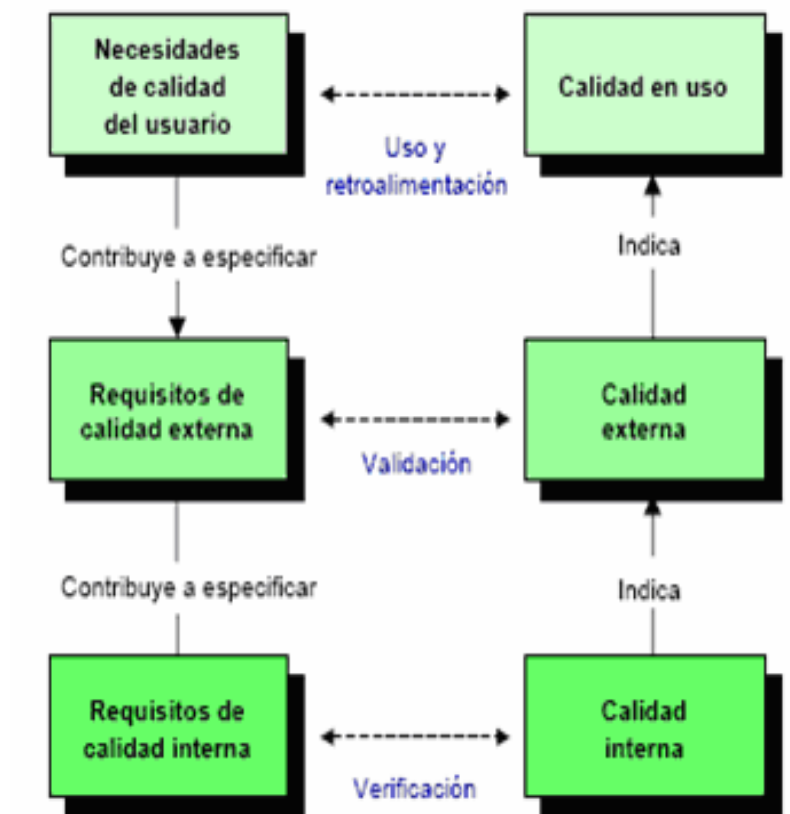 Necesidades
de calidad
del usuario
Calidad en uso
Uso y
retroalimentación
Contribuye a especificar
Indica
Requisitos de
calidad externa
Calidad
externa
Validación
Contribuye a especificar
Indica
Requisitos de
calidad interna
Calidad
interna
Verificación